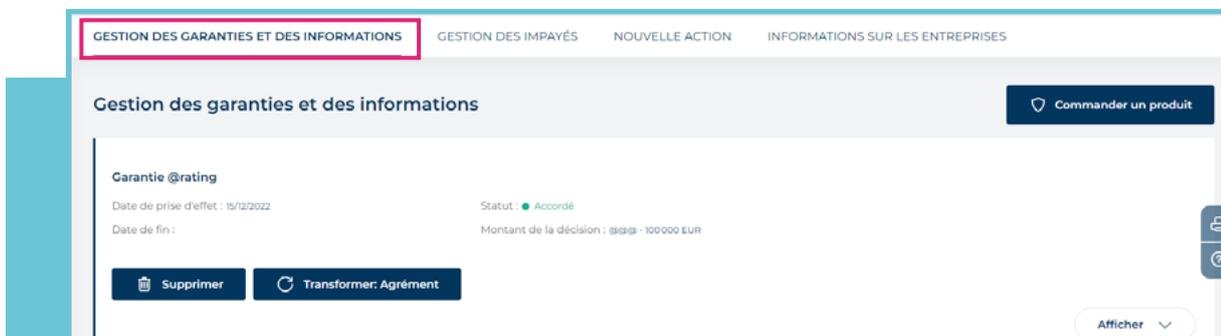 GESTION DES GARANTIES ET DES INFORMATIONS GESTION DES IMPAYÉS NOUVELLE ACTION INFORMATIONS SUR LES ENTREPRISES
Gestion des garanties et des informations Commander un produit
Garantie @rating
Date de prise d'effet : 15/12/2022 Statut : Accordé
Date de fin : Montant de la décision : @@@ - 100 000 EUR
Supprimer Transformer: Agrément
Afficher